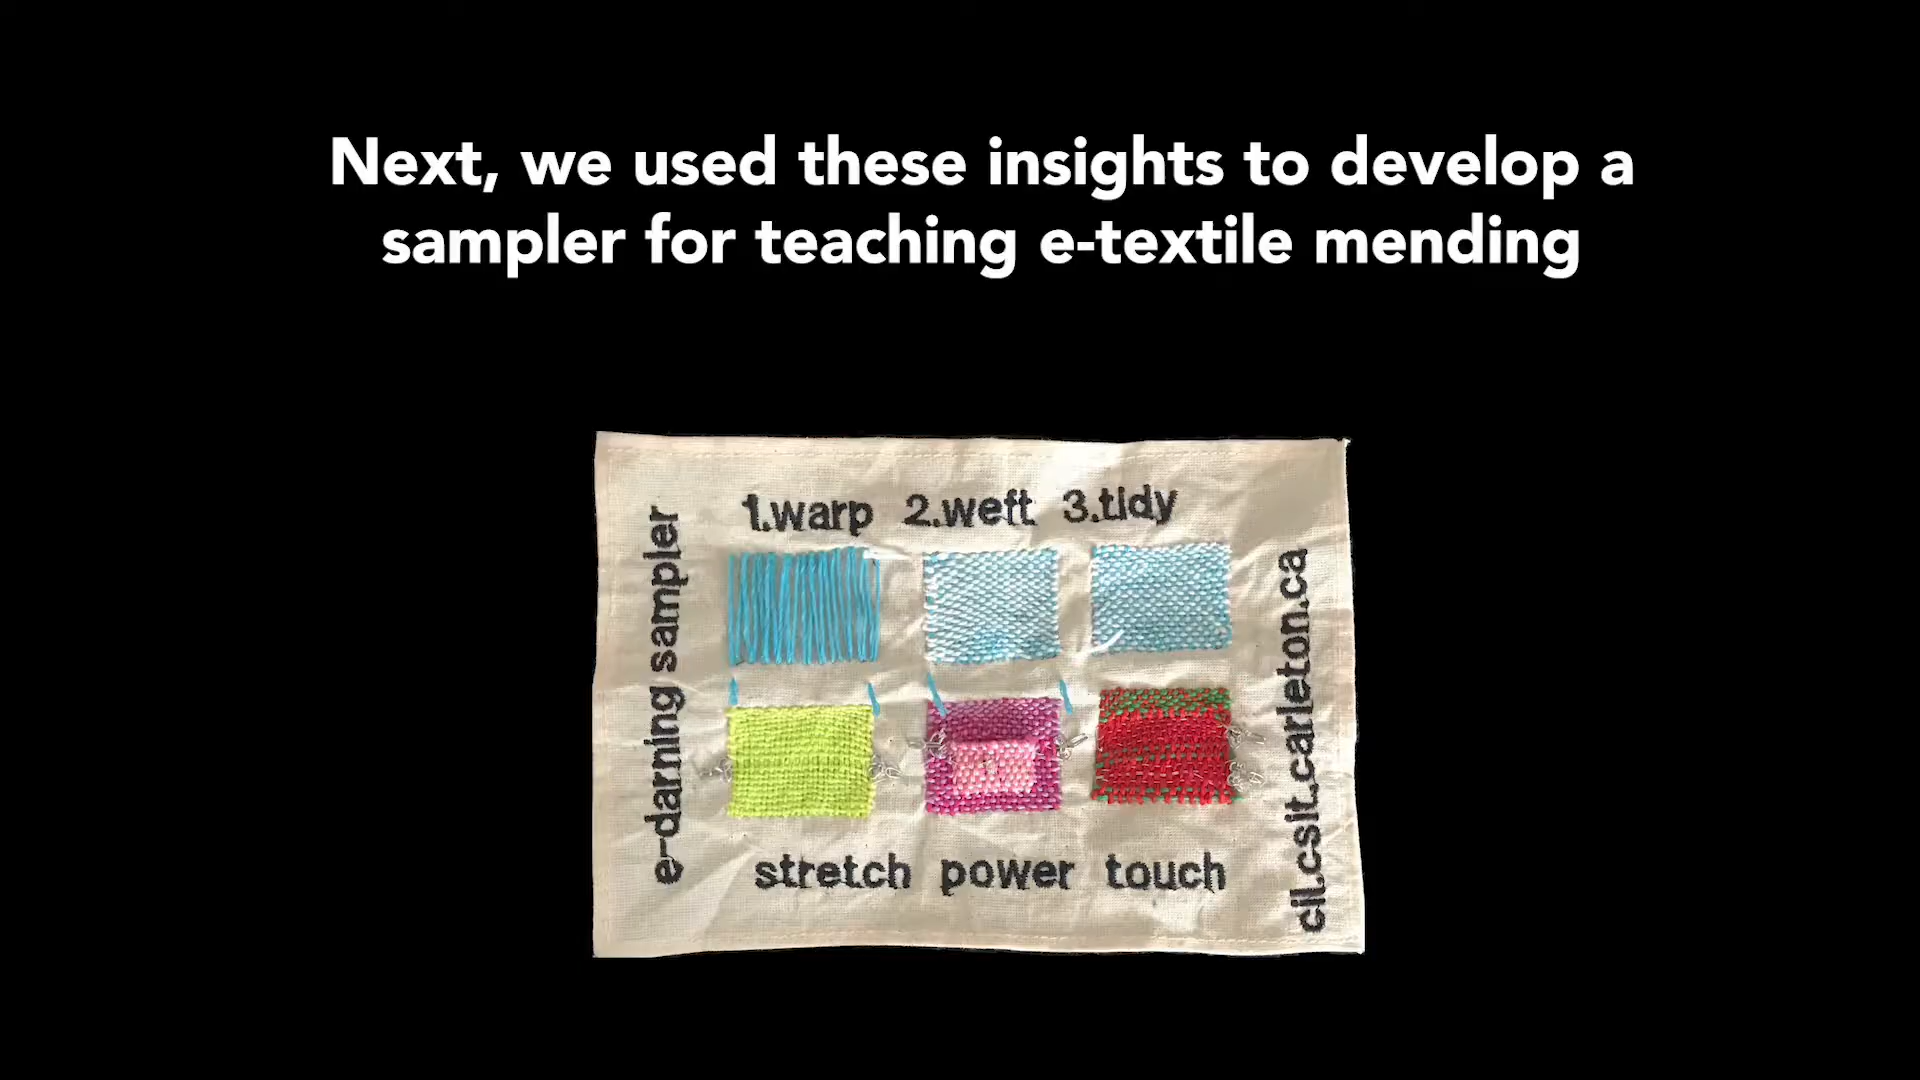 Next, we used these insights to develop a
sampler for teaching e-textile mending
1.warp 2.weft 3.tidy
e-darning sampler
cil.csit.carleton.ca
stretch power touch